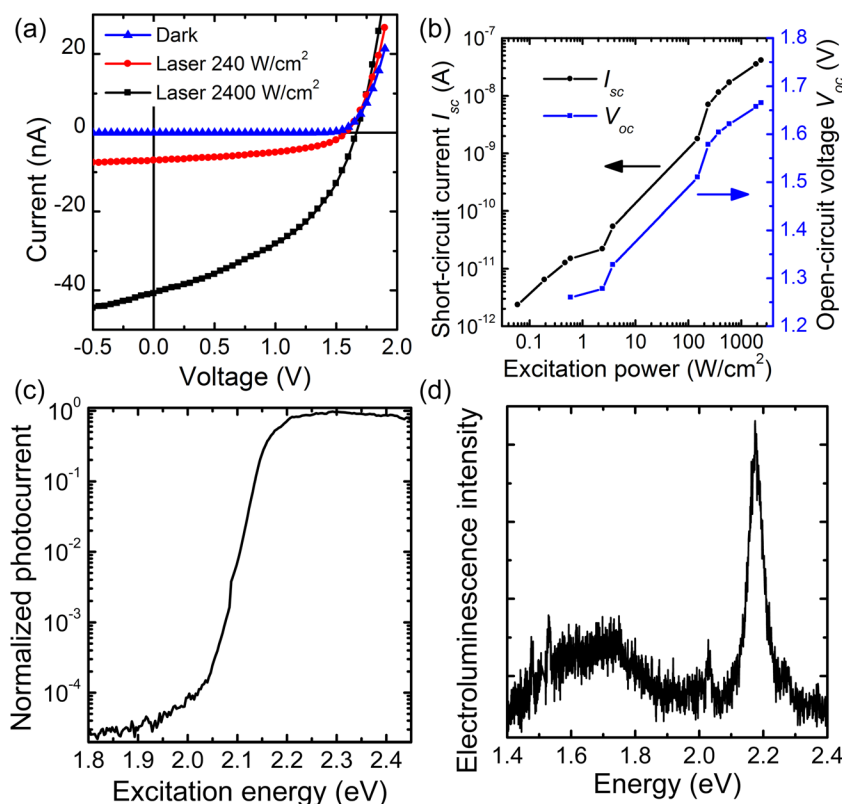 (a)
Dark
Laser 240 W/cm²
Laser 2400 W/cm²
20
0
-20
-40
Current (nA)
-0.5 0.0 0.5 1.0 1.5 2.0
Voltage (V)
(b)
I_sc
V_oc
10⁻⁷
10⁻⁸
10⁻⁹
10⁻¹⁰
10⁻¹¹
10⁻¹²
Short-circuit current I_sc (A)
1.8
1.7
1.6
1.5
1.4
1.3
1.2
Open-circuit voltage V_oc (V)
0.1 1 10 100 1000
Excitation power (W/cm²)
(c)
10⁰
10⁻¹
10⁻²
10⁻³
10⁻⁴
Normalized photocurrent
1.8 1.9 2.0 2.1 2.2 2.3 2.4
Excitation energy (eV)
(d)
Electroluminescence intensity
1.4 1.6 1.8 2.0 2.2 2.4
Energy (eV)